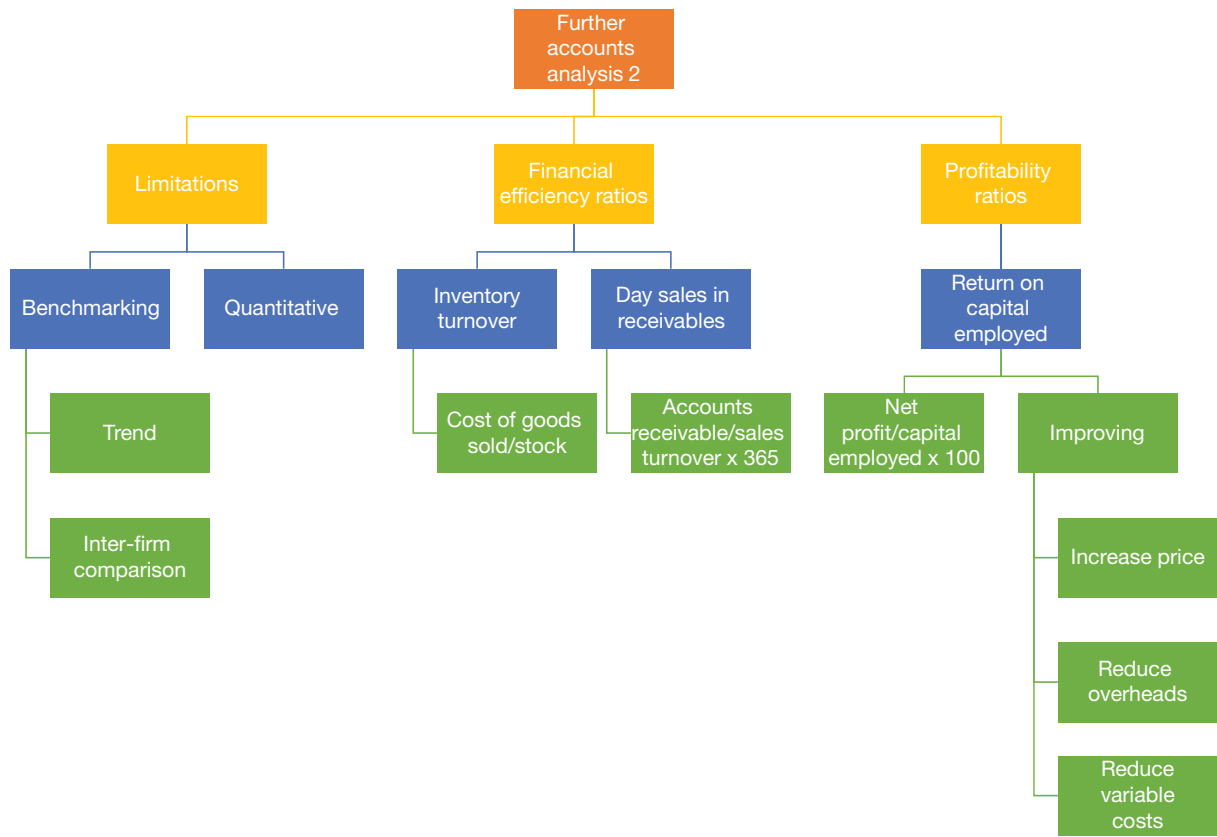 Further
accounts
analysis 2
Limitations
Financial
efficiency ratios
Profitability
ratios
Benchmarking
Quantitative
Inventory
turnover
Day sales in
receivables
Return on
capital
employed
Trend
Cost of goods
sold/stock
Accounts
receivable/sales
turnover x 365
Net
profit/capital
employed x 100
Improving
Inter-firm
comparison
Increase price
Reduce
overheads
Reduce
variable
costs